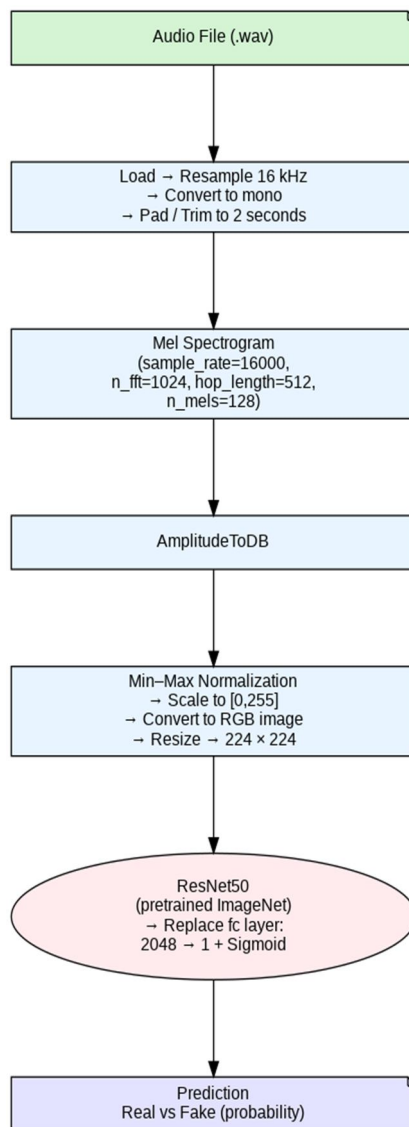 Audio File (.wav)
Load → Resample 16 kHz
→ Convert to mono
→ Pad / Trim to 2 seconds
Mel Spectrogram
(sample_rate=16000,
n_fft=1024, hop_length=512,
n_mels=128)
AmplitudeToDB
Min–Max Normalization
→ Scale to [0,255]
→ Convert to RGB image
→ Resize → 224 × 224
ResNet50
(pretrained ImageNet)
→ Replace fc layer:
2048 → 1 + Sigmoid
Prediction
Real vs Fake (probability)